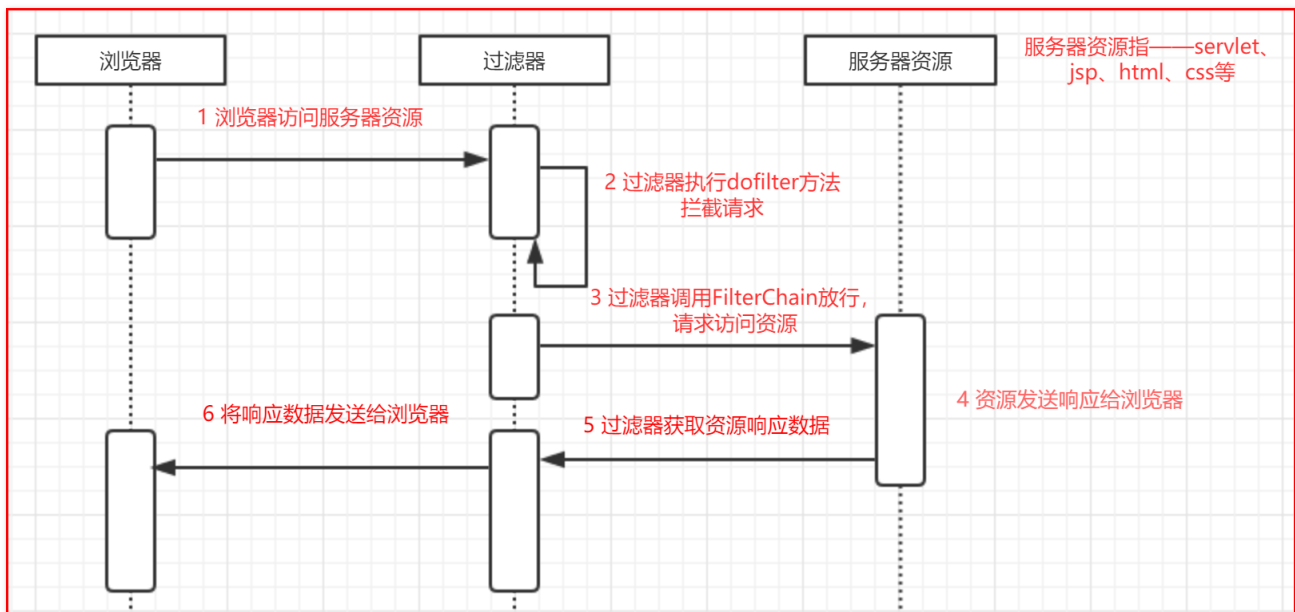 浏览器
过滤器
服务器资源
服务器资源指——servlet、
jsp、html、css等
1 浏览器访问服务器资源
2 过滤器执行dofilter方法
拦截请求
3 过滤器调用FilterChain放行，
请求访问资源
4 资源发送响应给浏览器
6 将响应数据发送给浏览器
5 过滤器获取资源响应数据